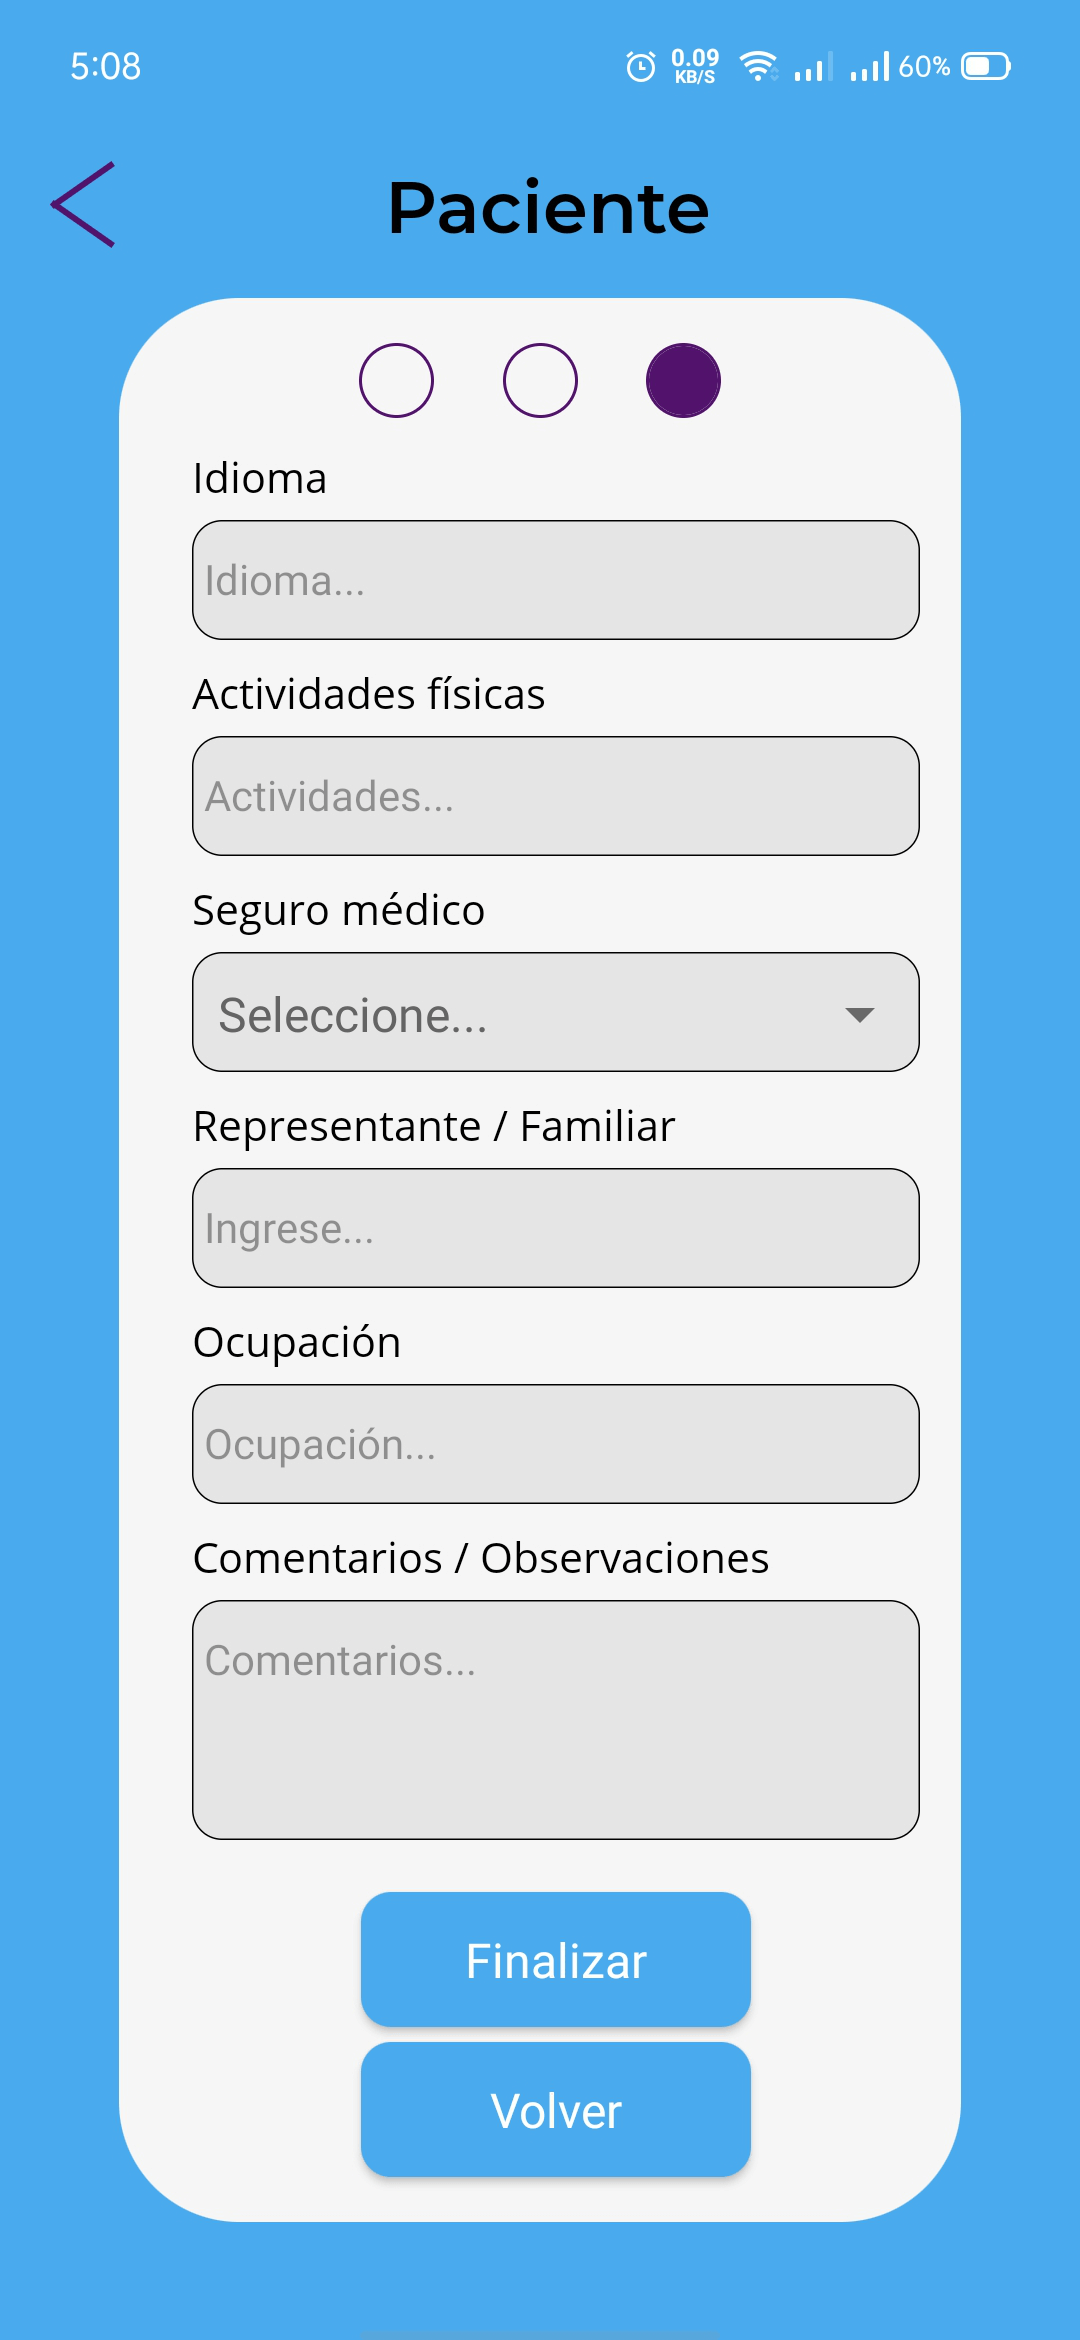 5:08
0.09
KB/S
60%
Paciente
Idioma
Idioma...
Actividades físicas
Actividades...
Seguro médico
Seleccione...
Representante / Familiar
Ingrese...
Ocupación
Ocupación...
Comentarios / Observaciones
Comentarios...
Finalizar
Volver